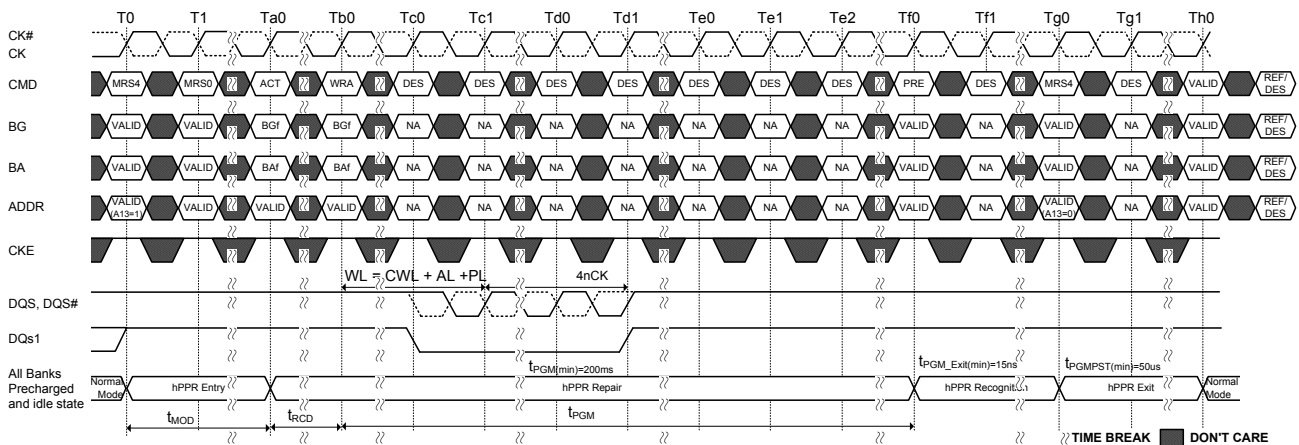 T0 T1 Ta0 Tb0 Tc0 Tc1 Td0 Td1 Te0 Te1 Te2 Tf0 Tf1 Tg0 Tg1 Th0
CK#
CK
CMD MRS4 MRS0 ACT WRA DES DES DES DES DES DES DES PRE DES MRS4 DES VALID REF/DES
BG VALID VALID BGf BGf NA NA NA NA NA NA NA VALID NA VALID NA VALID REF/DES
BA VALID VALID BAf BAf NA NA NA NA NA NA NA VALID NA VALID NA VALID REF/DES
ADDR VALID (A13=1) VALID VALID VALID NA NA NA NA NA NA NA VALID NA VALID (A13=0) NA VALID REF/DES
CKE
WL = CWL + AL +PL 4nCK
DQS, DQS#
DQs1
tPGM(min)=200ms tPGM_Exit(min)=15ns tPGMPST(min)=50us
All Banks
Precharged
and idle state
Normal Mode hPPR Entry hPPR Repair hPPR Recognition hPPR Exit Normal Mode
tMOD tRCD tPGM
TIME BREAK DON'T CARE